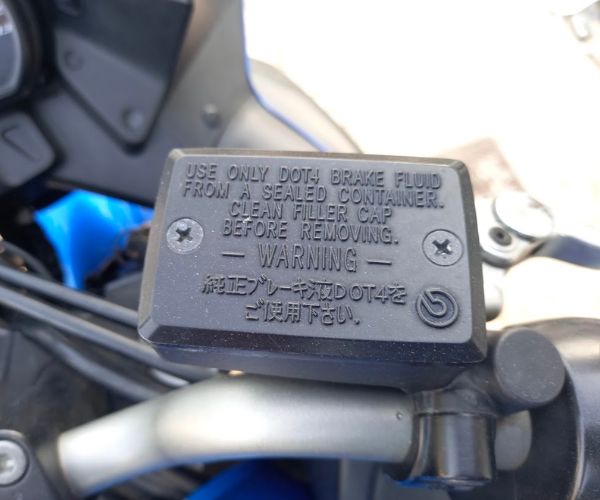 USE ONLY DOT4 BRAKE FLUID
FROM A SEALED CONTAINER.
CLEAN FILLER CAP
BEFORE REMOVING.
— WARNING —
純正ブレーキ液DOT4を
ご使用下さい.